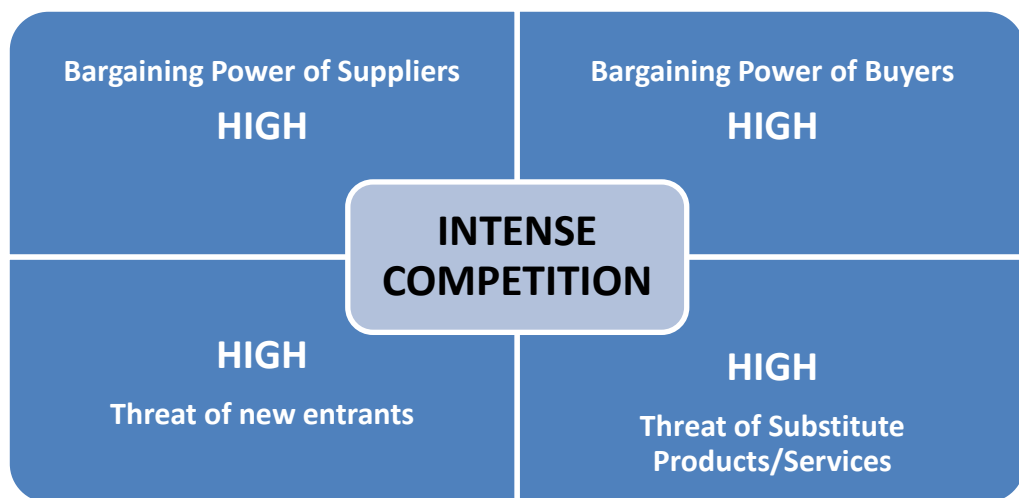 Bargaining Power of Suppliers
HIGH
Bargaining Power of Buyers
HIGH
INTENSE
COMPETITION
HIGH
Threat of new entrants
HIGH
Threat of Substitute
Products/Services